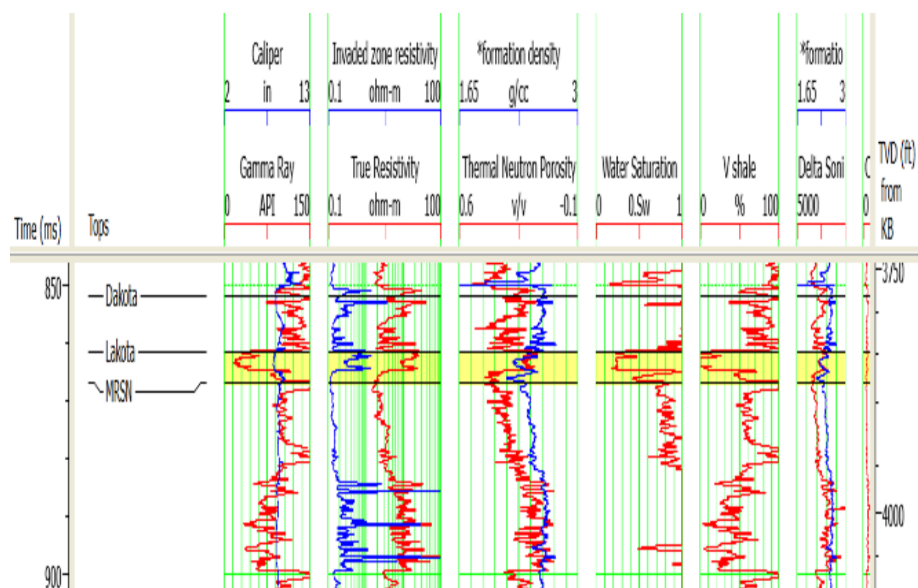 Caliper Invaded zone resistivity *formation density *formatio
2 in 13 0.1 ohm-m 100 1.65 g/cc 3 1.65 3
Gamma Ray True Resistivity Thermal Neutron Porosity Water Saturation V shale Delta Soni C TVD (ft)
0 API 150 0.1 ohm-m 100 0.6 v/v -0.1 0 0.Sw 1 0 % 100 5000 0 from
Time (ms) Tops KB
3750
850
Dakota
Lakota
MRSN
4000
900